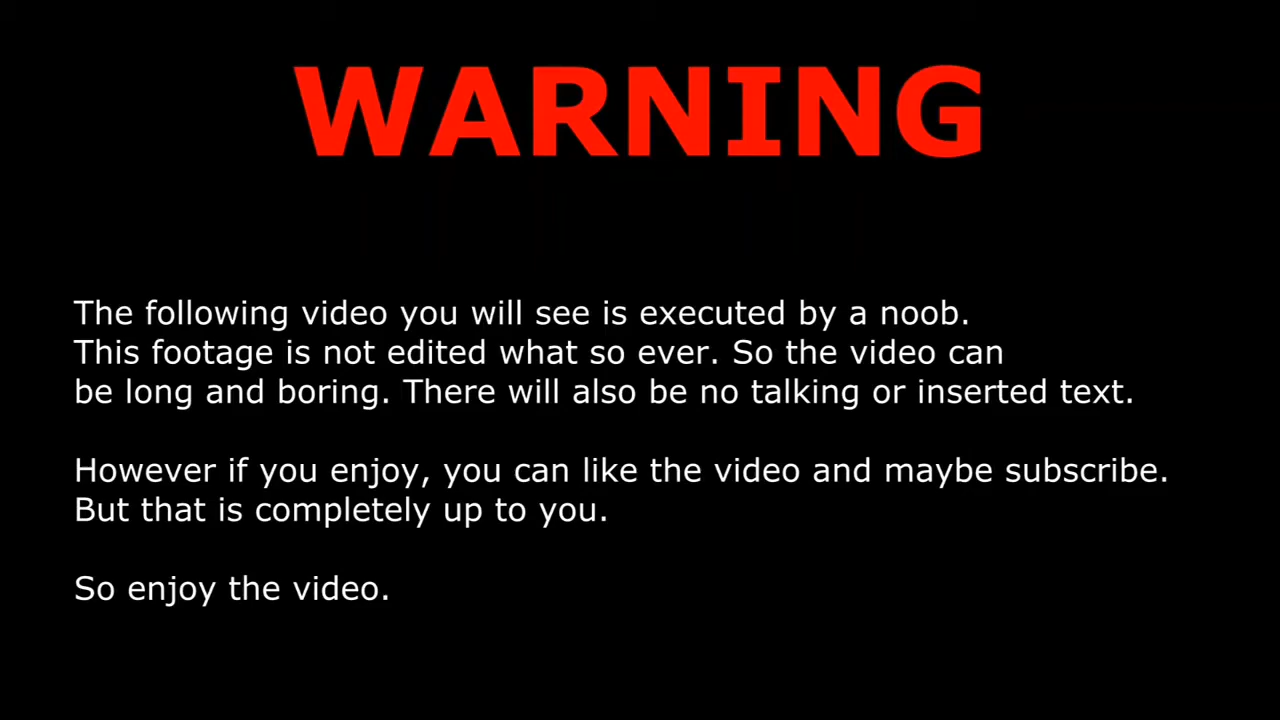 WARNING
The following video you will see is executed by a noob.
This footage is not edited what so ever. So the video can
be long and boring. There will also be no talking or inserted text.
However if you enjoy, you can like the video and maybe subscribe.
But that is completely up to you.
So enjoy the video.